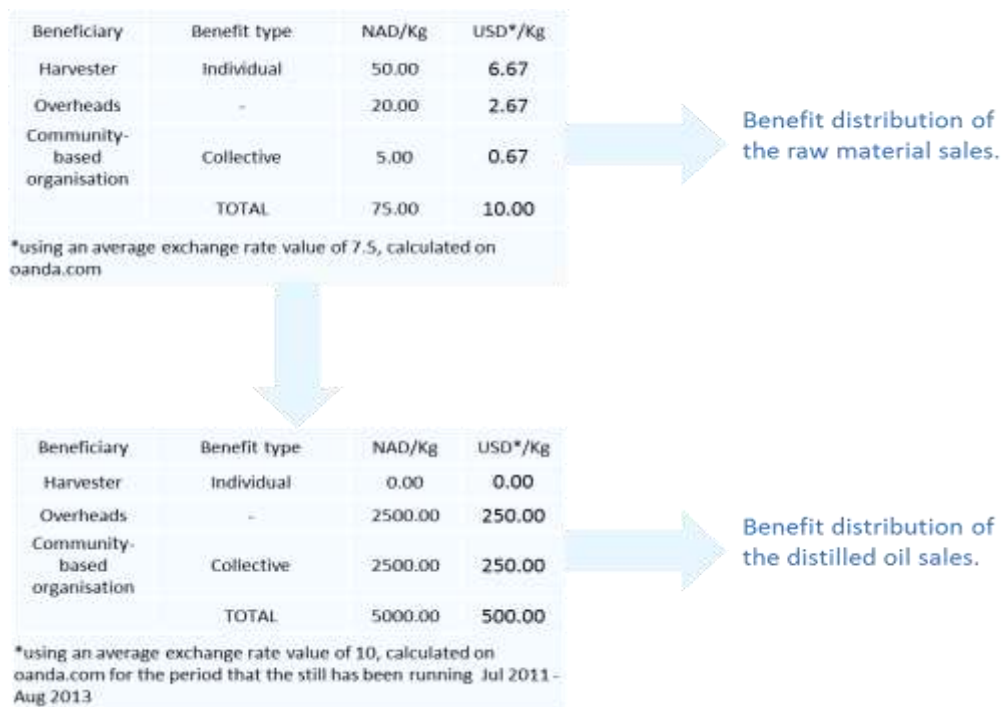 Beneficiary Benefit type NAD/Kg USD*/Kg
Harvester Individual 50.00 6.67
Overheads - 20.00 2.67
Community-
based
organisation Collective 5.00 0.67
TOTAL 75.00 10.00
*using an average exchange rate value of 7.5, calculated on
oanda.com
Benefit distribution of
the raw material sales.
Beneficiary Benefit type NAD/Kg USD*/Kg
Harvester Individual 0.00 0.00
Overheads - 2500.00 250.00
Community-
based
organisation Collective 2500.00 250.00
TOTAL 5000.00 500.00
*using an average exchange rate value of 10, calculated on
oanda.com for the period that the still has been running Jul 2011 -
Aug 2013
Benefit distribution of
the distilled oil sales.